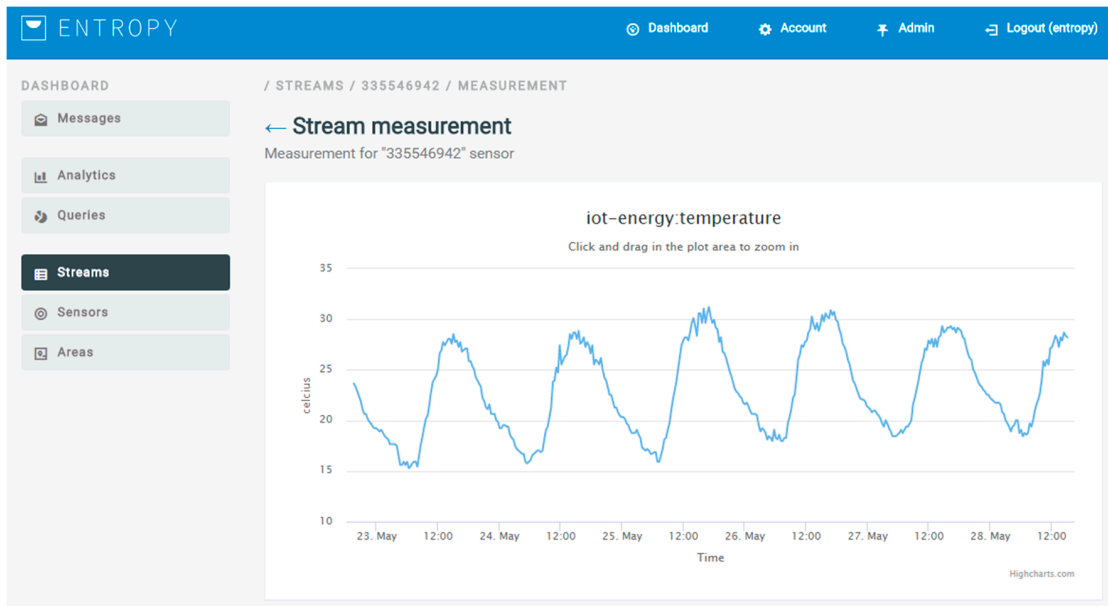 ENTROPY
Dashboard Account Admin Logout (entropy)
DASHBOARD
Messages
Analytics
Queries
Streams
Sensors
Areas
/ STREAMS / 335546942 / MEASUREMENT
← Stream measurement
Measurement for "335546942" sensor
iot-energy:temperature
Click and drag in the plot area to zoom in
celcius
35
30
25
20
15
10
23. May 12:00 24. May 12:00 25. May 12:00 26. May 12:00 27. May 12:00 28. May 12:00
Time
Highcharts.com